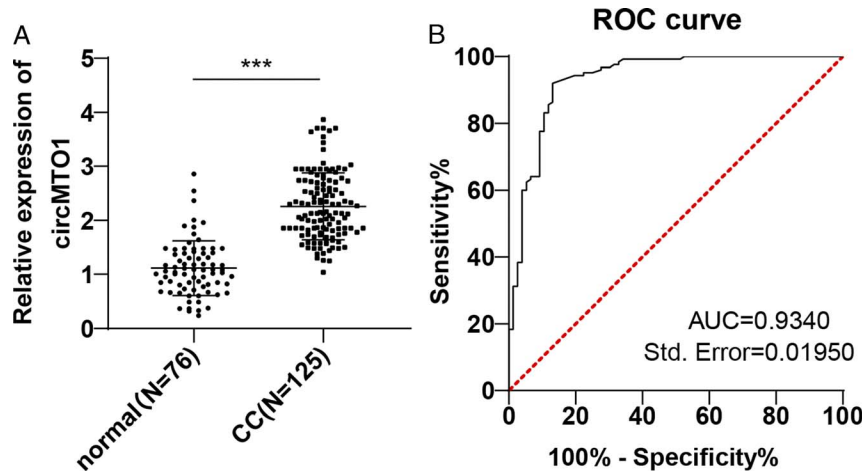 A
Relative expression of
circMTO1
5
4
3
2
1
0
***
normal(N=76)
CC(N=125)
B
ROC curve
Sensitivity%
100
80
60
40
20
0
AUC=0.9340
Std. Error=0.01950
0 20 40 60 80 100
100% - Specificity%